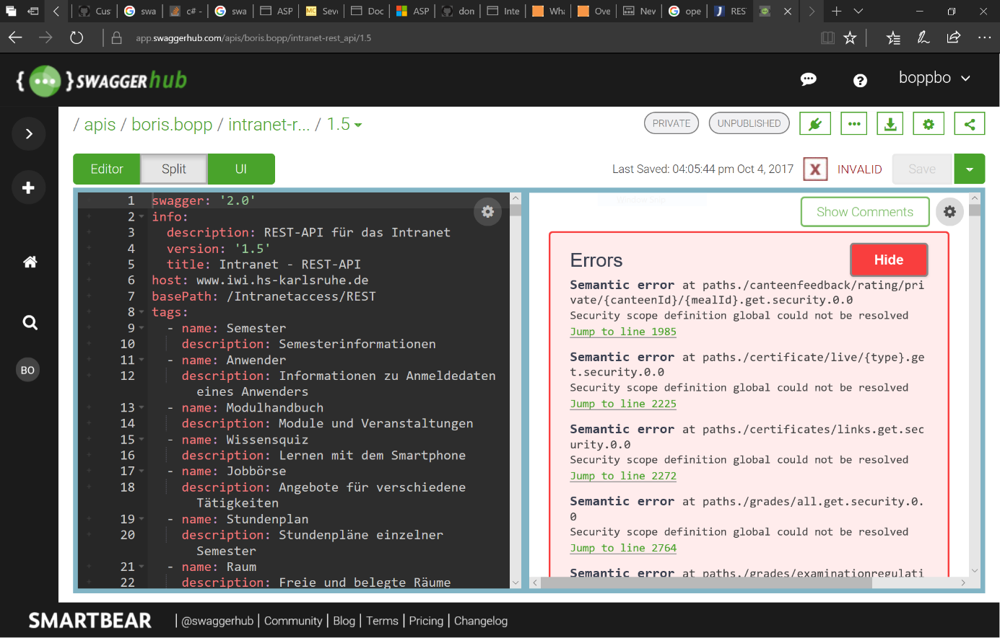 Cus
swa
c# -
swa
ASP
MC
Seve
Doc
ASP
don
Inte
Wha
Ove
Nev
ope
J
RES
app.swaggerhub.com/apis/boris.bopp/intranet-rest_api/1.5
{ ... } SWAGGERhub
boppbo
/ apis / boris.bopp / intranet-r... / 1.5
PRIVATE
UNPUBLISHED
Editor
Split
UI
Last Saved: 04:05:44 pm Oct 4, 2017
X
INVALID
Save
BO
1 swagger: '2.0'
2 info:
3 description: REST-API für das Intranet
4 version: '1.5'
5 title: Intranet - REST-API
6 host: www.iwi.hs-karlsruhe.de
7 basePath: /Intranetaccess/REST
8 tags:
9 - name: Semester
10 description: Semesterinformationen
11 - name: Anwender
12 description: Informationen zu Anmeldedaten
eines Anwenders
13 - name: Modulhandbuch
14 description: Module und Veranstaltungen
15 - name: Wissensquiz
16 description: Lernen mit dem Smartphone
17 - name: Jobbörse
18 description: Angebote für verschiedene
Tätigkeiten
19 - name: Stundenplan
20 description: Stundenpläne einzelner
Semester
21 - name: Raum
22 description: Freie und belegte Räume
Show Comments
Errors
Hide
Semantic error at paths./canteenfeedback/rating/pri
vate/{canteenId}/{mealId}.get.security.0.0
Security scope definition global could not be resolved
Jump to line 1985
Semantic error at paths./certificate/live/{type}.ge
t.security.0.0
Security scope definition global could not be resolved
Jump to line 2225
Semantic error at paths./certificates/links.get.sec
urity.0.0
Security scope definition global could not be resolved
Jump to line 2272
Semantic error at paths./grades/all.get.security.0.
0
Security scope definition global could not be resolved
Jump to line 2764
Semantic error at paths./grades/examinationregulati
SMARTBEAR
| @swaggerhub | Community | Blog | Terms | Pricing | Changelog